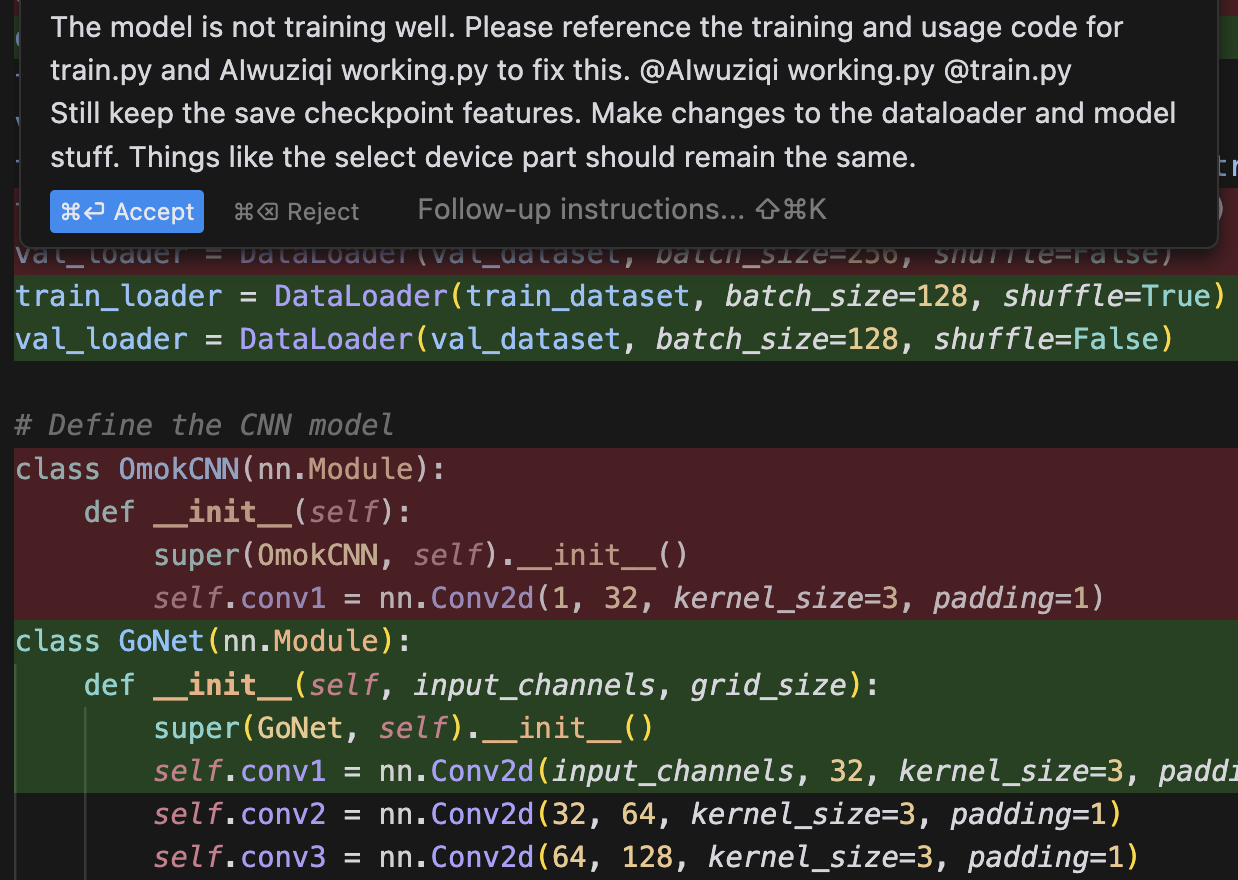 The model is not training well. Please reference the training and usage code for
train.py and AIwuziqi working.py to fix this. @AIwuziqi working.py @train.py
Still keep the save checkpoint features. Make changes to the dataloader and model
stuff. Things like the select device part should remain the same.
⌘⏎ Accept ⌘⌫ Reject Follow-up instructions... ⇧⌘K
val_loader = DataLoader(val_dataset, batch_size=256, shuffle=False)
train_loader = DataLoader(train_dataset, batch_size=128, shuffle=True)
val_loader = DataLoader(val_dataset, batch_size=128, shuffle=False)
# Define the CNN model
class OmokCNN(nn.Module):
    def __init__(self):
        super(OmokCNN, self).__init__()
        self.conv1 = nn.Conv2d(1, 32, kernel_size=3, padding=1)
class GoNet(nn.Module):
    def __init__(self, input_channels, grid_size):
        super(GoNet, self).__init__()
        self.conv1 = nn.Conv2d(input_channels, 32, kernel_size=3, paddi
        self.conv2 = nn.Conv2d(32, 64, kernel_size=3, padding=1)
        self.conv3 = nn.Conv2d(64, 128, kernel_size=3, padding=1)